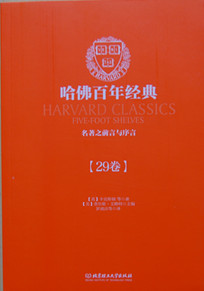 哈佛百年经典
HARVARD CLASSICS
FIVE-FOOT SHELVES
名著之前言与序言
【29卷】
北京理工大学出版社